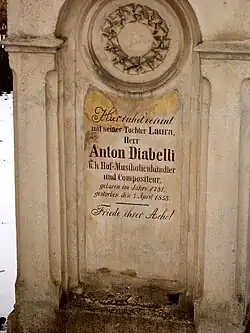 Hier ruhet vereint
mit seiner Tochter Laura,
Herr
Anton Diabelli
k.k. Hof-Musikalienhändler
und Compositeur,
geboren im Jahre 1781.
gestorben den 7. April 1858.
Friede ihrer Asche!